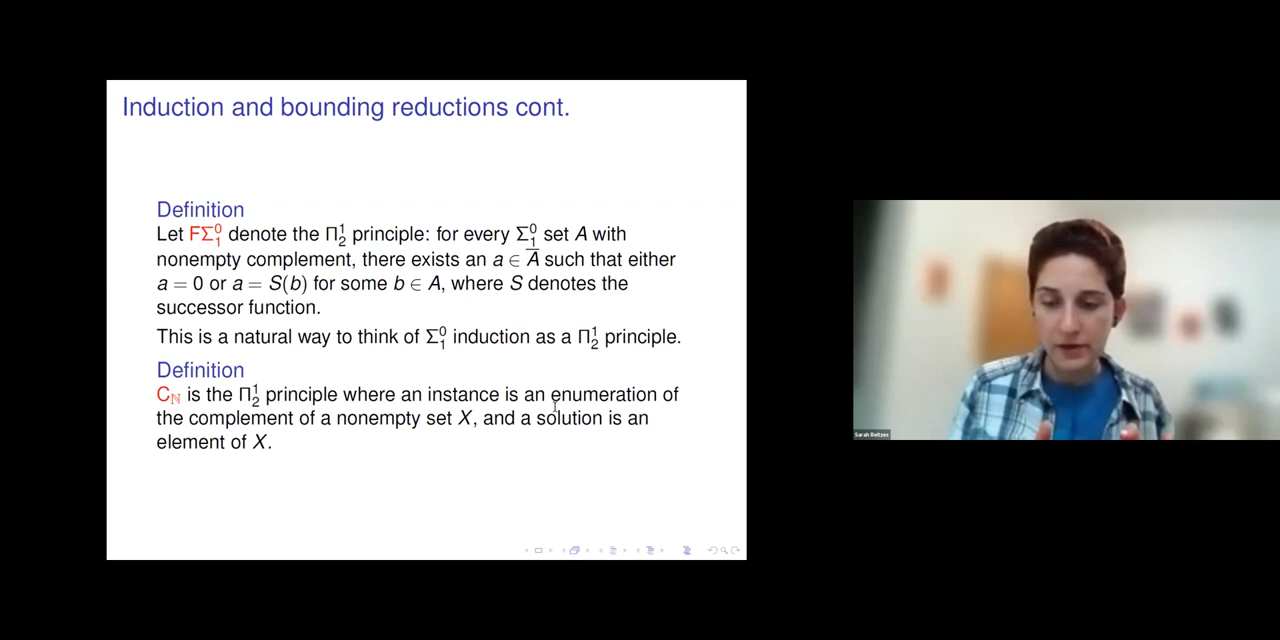 Induction and bounding reductions cont.
Definition
Let FΣ⁰₁ denote the Π¹₂ principle: for every Σ⁰₁ set A with
nonempty complement, there exists an a ∈ A̅ such that either
a = 0 or a = S(b) for some b ∈ A, where S denotes the
successor function.
This is a natural way to think of Σ⁰₁ induction as a Π¹₂ principle.
Definition
C_ℕ is the Π¹₂ principle where an instance is an enumeration of
the complement of a nonempty set X, and a solution is an
element of X.
Sarah Reitzes